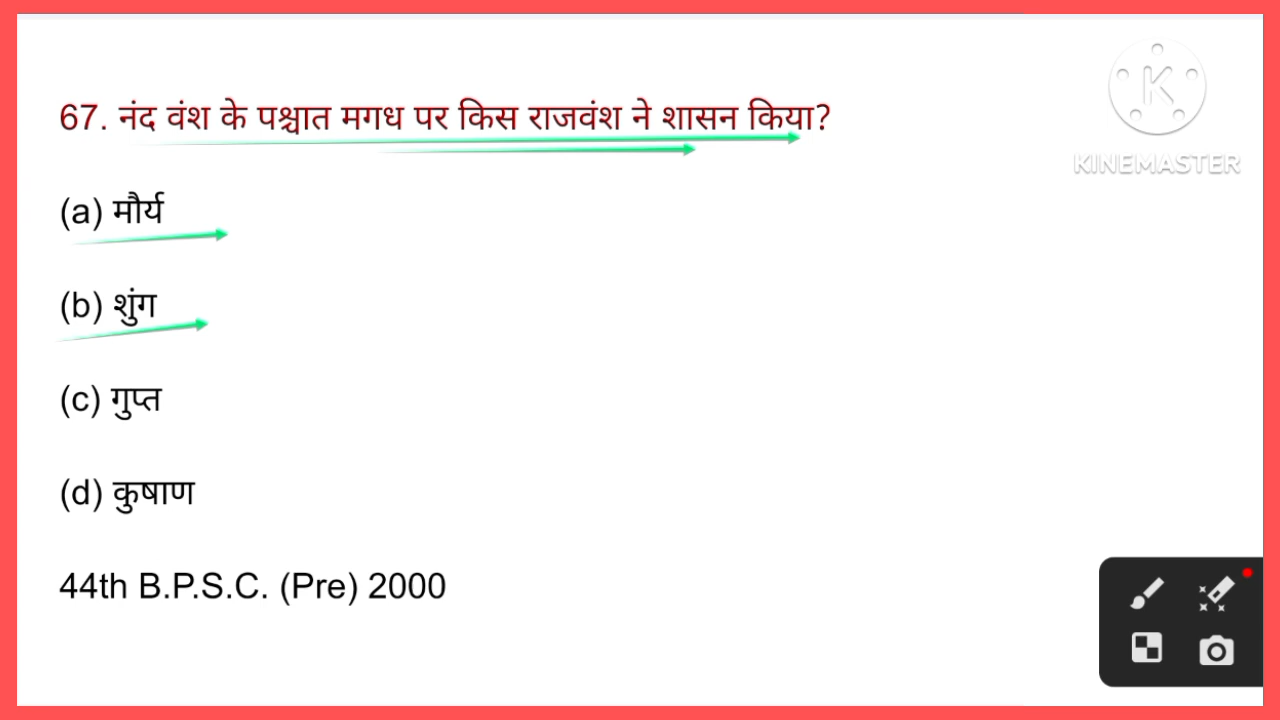 67. नंद वंश के पश्चात मगध पर किस राजवंश ने शासन किया?
K
KINEMASTER
(a) मौर्य
(b) शुंग
(c) गुप्त
(d) कुषाण
44th B.P.S.C. (Pre) 2000